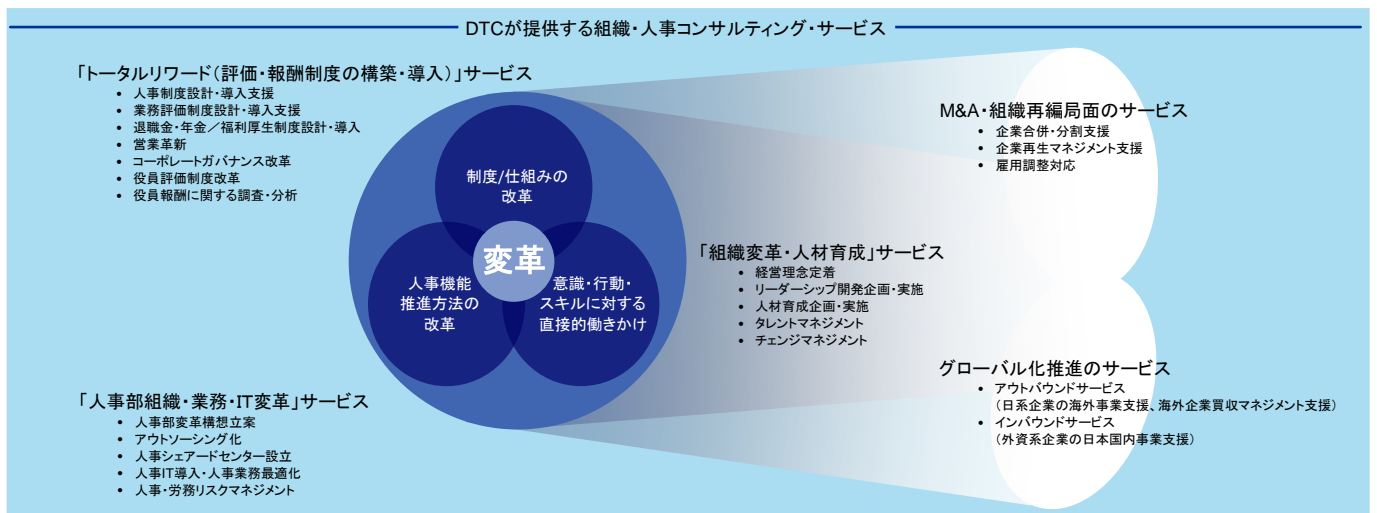 DTCが提供する組織・人事コンサルティング・サービス
「トータルリワード(評価・報酬制度の構築・導入)」サービス
• 人事制度設計・導入支援
• 業務評価制度設計・導入支援
• 退職金・年金／福利厚生制度設計・導入
• 営業革新
• コーポレートガバナンス改革
• 役員評価制度改革
• 役員報酬に関する調査・分析
制度/仕組みの
改革
変革
人事機能
推進方法の
改革
意識・行動・
スキルに対する
直接的働きかけ
「人事部組織・業務・IT変革」サービス
• 人事部変革構想立案
• アウトソーシング化
• 人事シェアードセンター設立
• 人事IT導入・人事業務最適化
• 人事・労務リスクマネジメント
「組織変革・人材育成」サービス
• 経営理念定着
• リーダーシップ開発企画・実施
• 人材育成企画・実施
• タレントマネジメント
• チェンジマネジメント
M&A・組織再編局面のサービス
• 企業合併・分割支援
• 企業再生マネジメント支援
• 雇用調整対応
グローバル化推進のサービス
• アウトバウンドサービス
(日系企業の海外事業支援、海外企業買収マネジメント支援)
• インバウンドサービス
(外資系企業の日本国内事業支援)